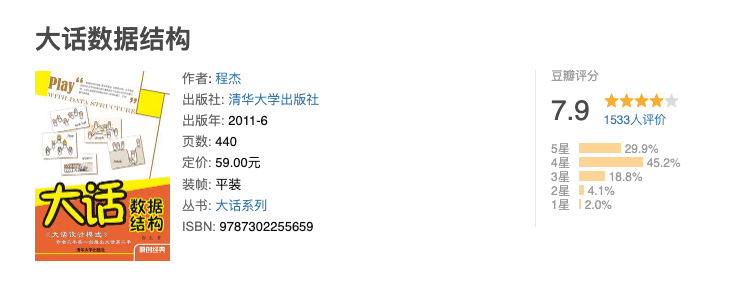 大话数据结构
作者: 程杰
出版社: 清华大学出版社
出版年: 2011-6
页数: 440
定价: 59.00元
装帧: 平装
丛书: 大话系列
ISBN: 9787302255659
豆瓣评分
7.9
1533人评价
5星 29.9%
4星 45.2%
3星 18.8%
2星 4.1%
1星 2.0%
Play
WITH DATA STRUCTURE
大话数据结构
《大话设计模式》
清华大学出版社
原创经典